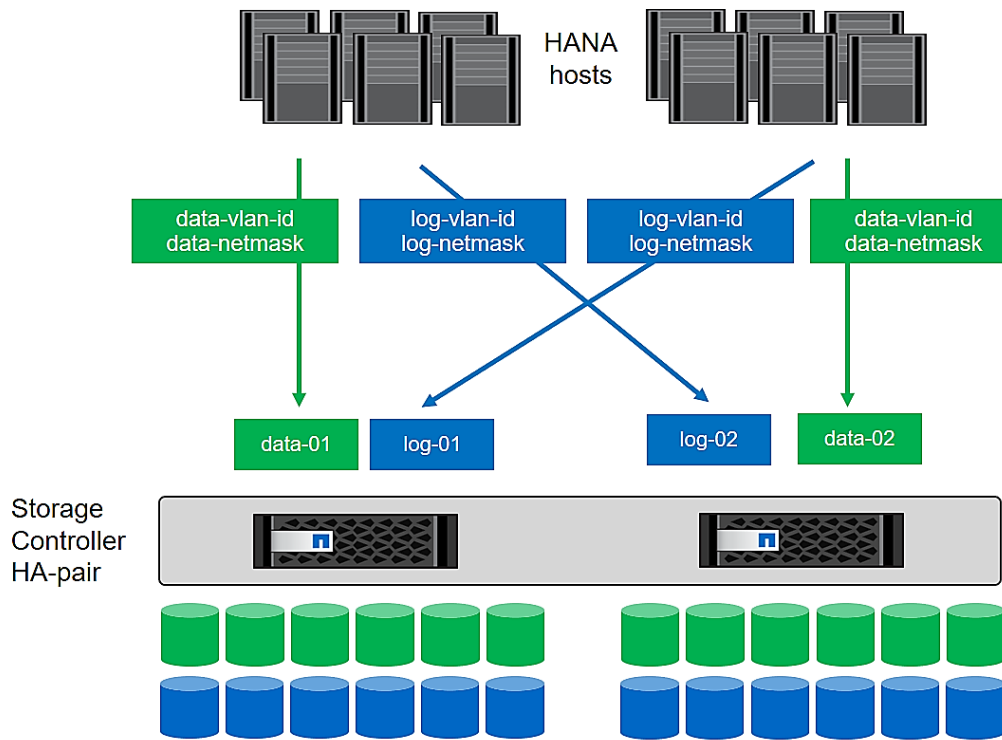 HANA
hosts
data-vlan-id
data-netmask
log-vlan-id
log-netmask
log-vlan-id
log-netmask
data-vlan-id
data-netmask
data-01
log-01
log-02
data-02
Storage
Controller
HA-pair